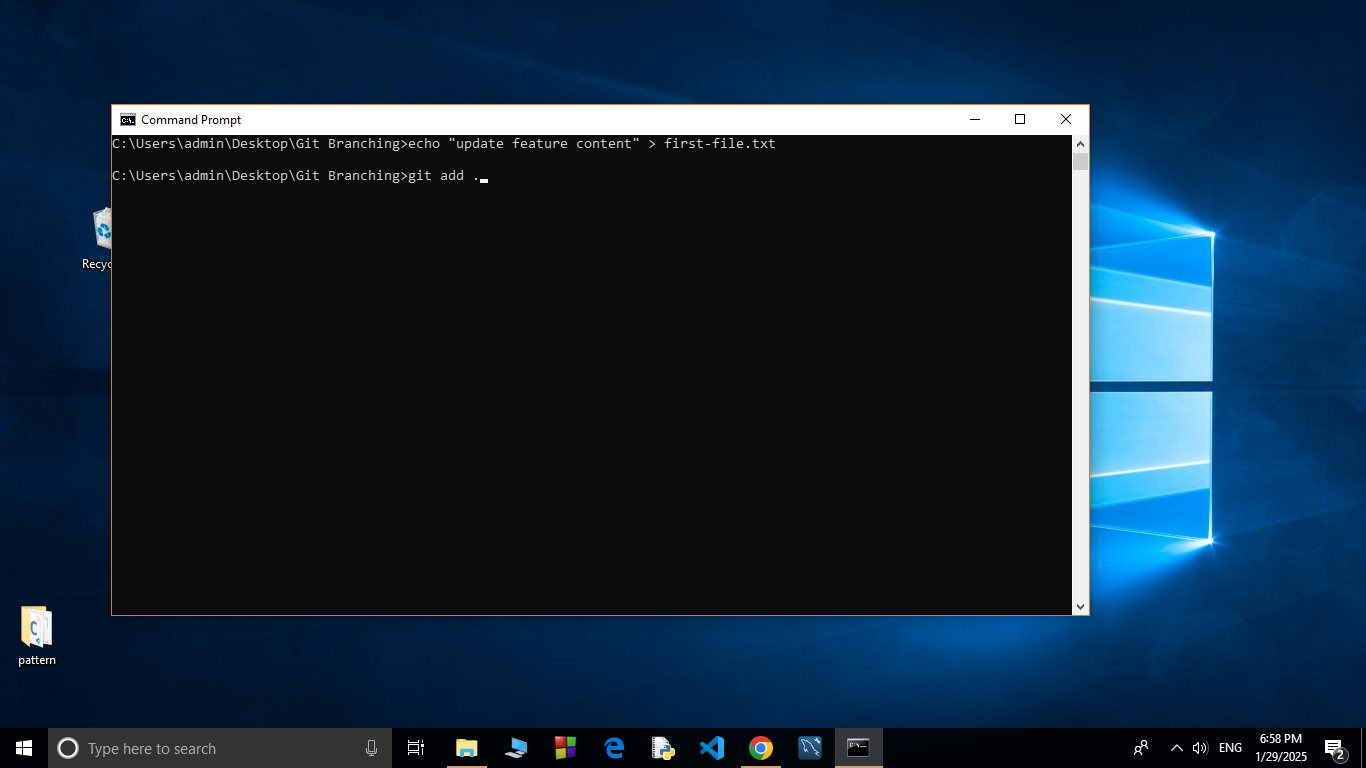 Command Prompt
C:\Users\admin\Desktop\Git Branching>echo "update feature content" > first-file.txt
C:\Users\admin\Desktop\Git Branching>git add .
Recyc
pattern
Type here to search
ENG
6:58 PM
1/29/2025
2